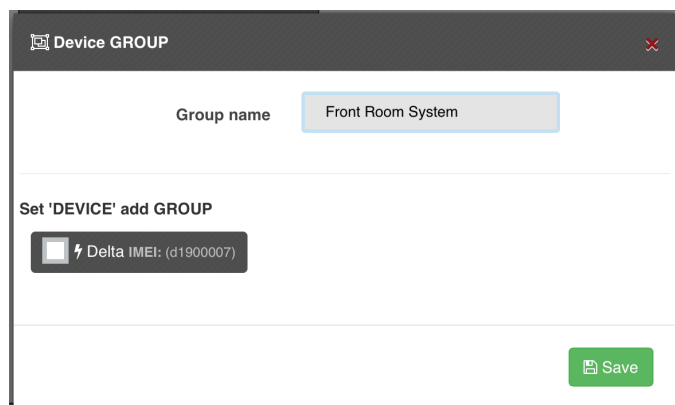 Device GROUP
Group name
Front Room System
Set 'DEVICE' add GROUP
Delta IMEI: (d1900007)
Save